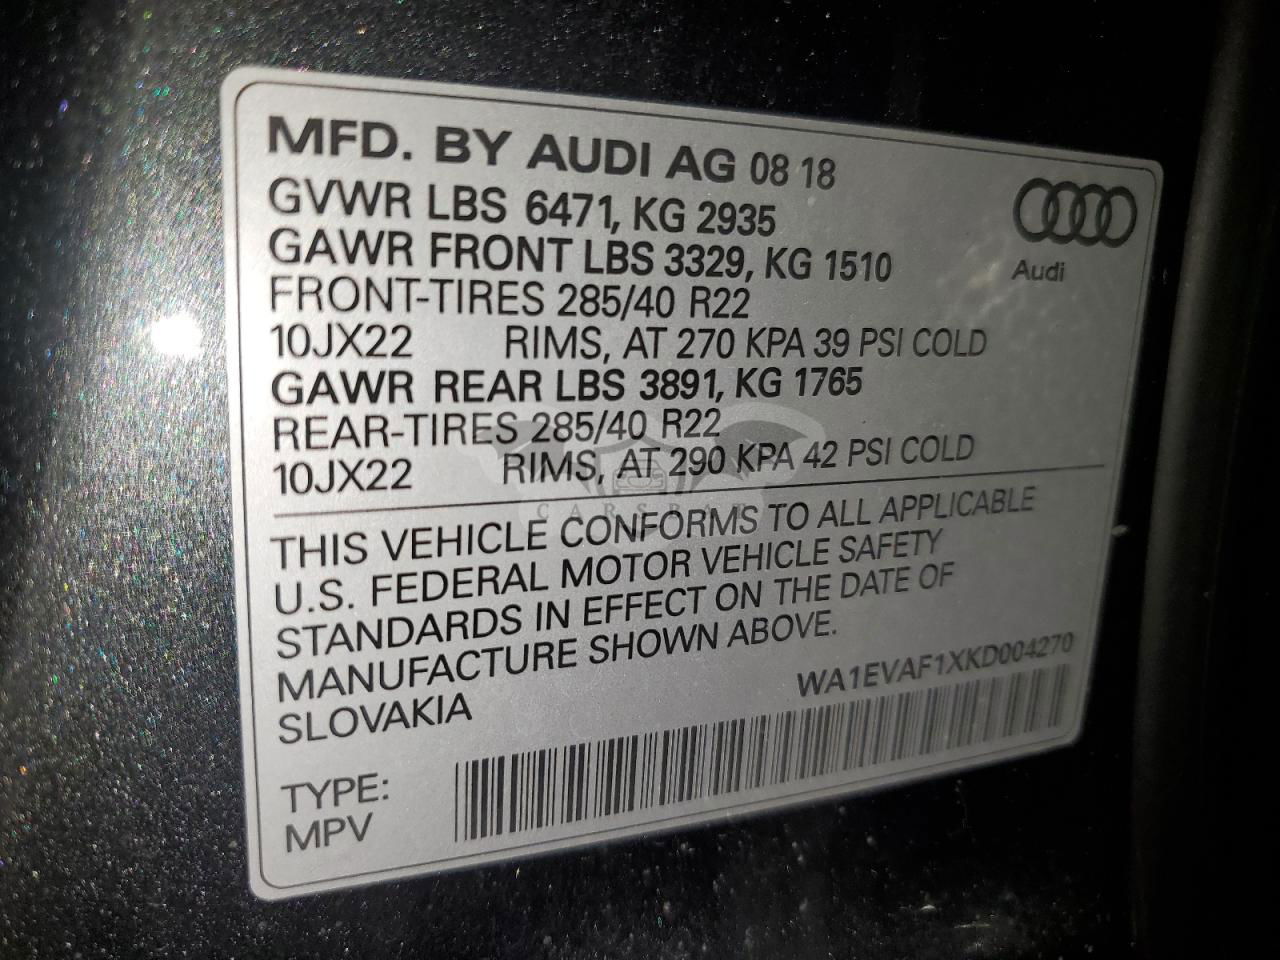 MFD. BY AUDI AG 08 18
GVWR LBS 6471, KG 2935
GAWR FRONT LBS 3329, KG 1510
FRONT-TIRES 285/40 R22
10JX22 RIMS, AT 270 KPA 39 PSI COLD
GAWR REAR LBS 3891, KG 1765
REAR-TIRES 285/40 R22
10JX22 RIMS, AT 290 KPA 42 PSI COLD
Audi
THIS VEHICLE CONFORMS TO ALL APPLICABLE
U.S. FEDERAL MOTOR VEHICLE SAFETY
STANDARDS IN EFFECT ON THE DATE OF
MANUFACTURE SHOWN ABOVE.
SLOVAKIA
WA1EVAF1XKD004270
TYPE:
MPV